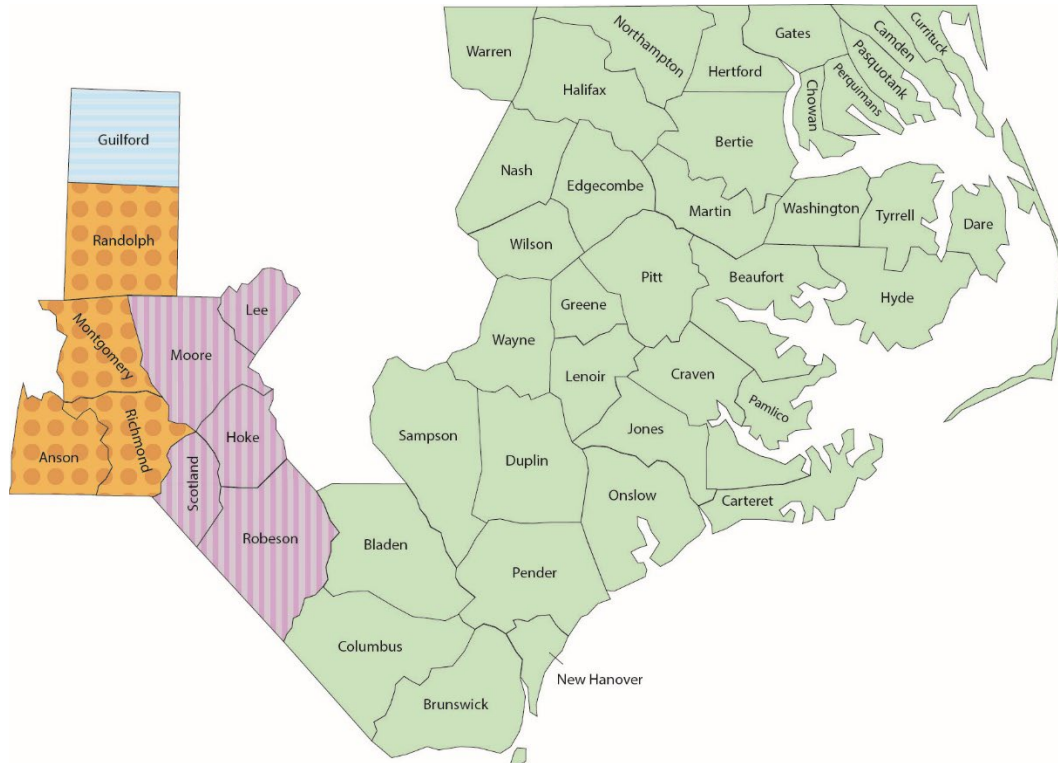 Warren
Northampton
Gates
Camden
Currituck
Pasquotank
Perquimans
Chowan
Hertford
Halifax
Guilford
Bertie
Nash
Edgecombe
Martin
Washington
Tyrrell
Dare
Randolph
Wilson
Pitt
Beaufort
Hyde
Greene
Lee
Montgomery
Moore
Wayne
Lenoir
Craven
Pamlico
Richmond
Hoke
Sampson
Jones
Anson
Scotland
Duplin
Onslow
Carteret
Robeson
Bladen
Pender
Columbus
New Hanover
Brunswick